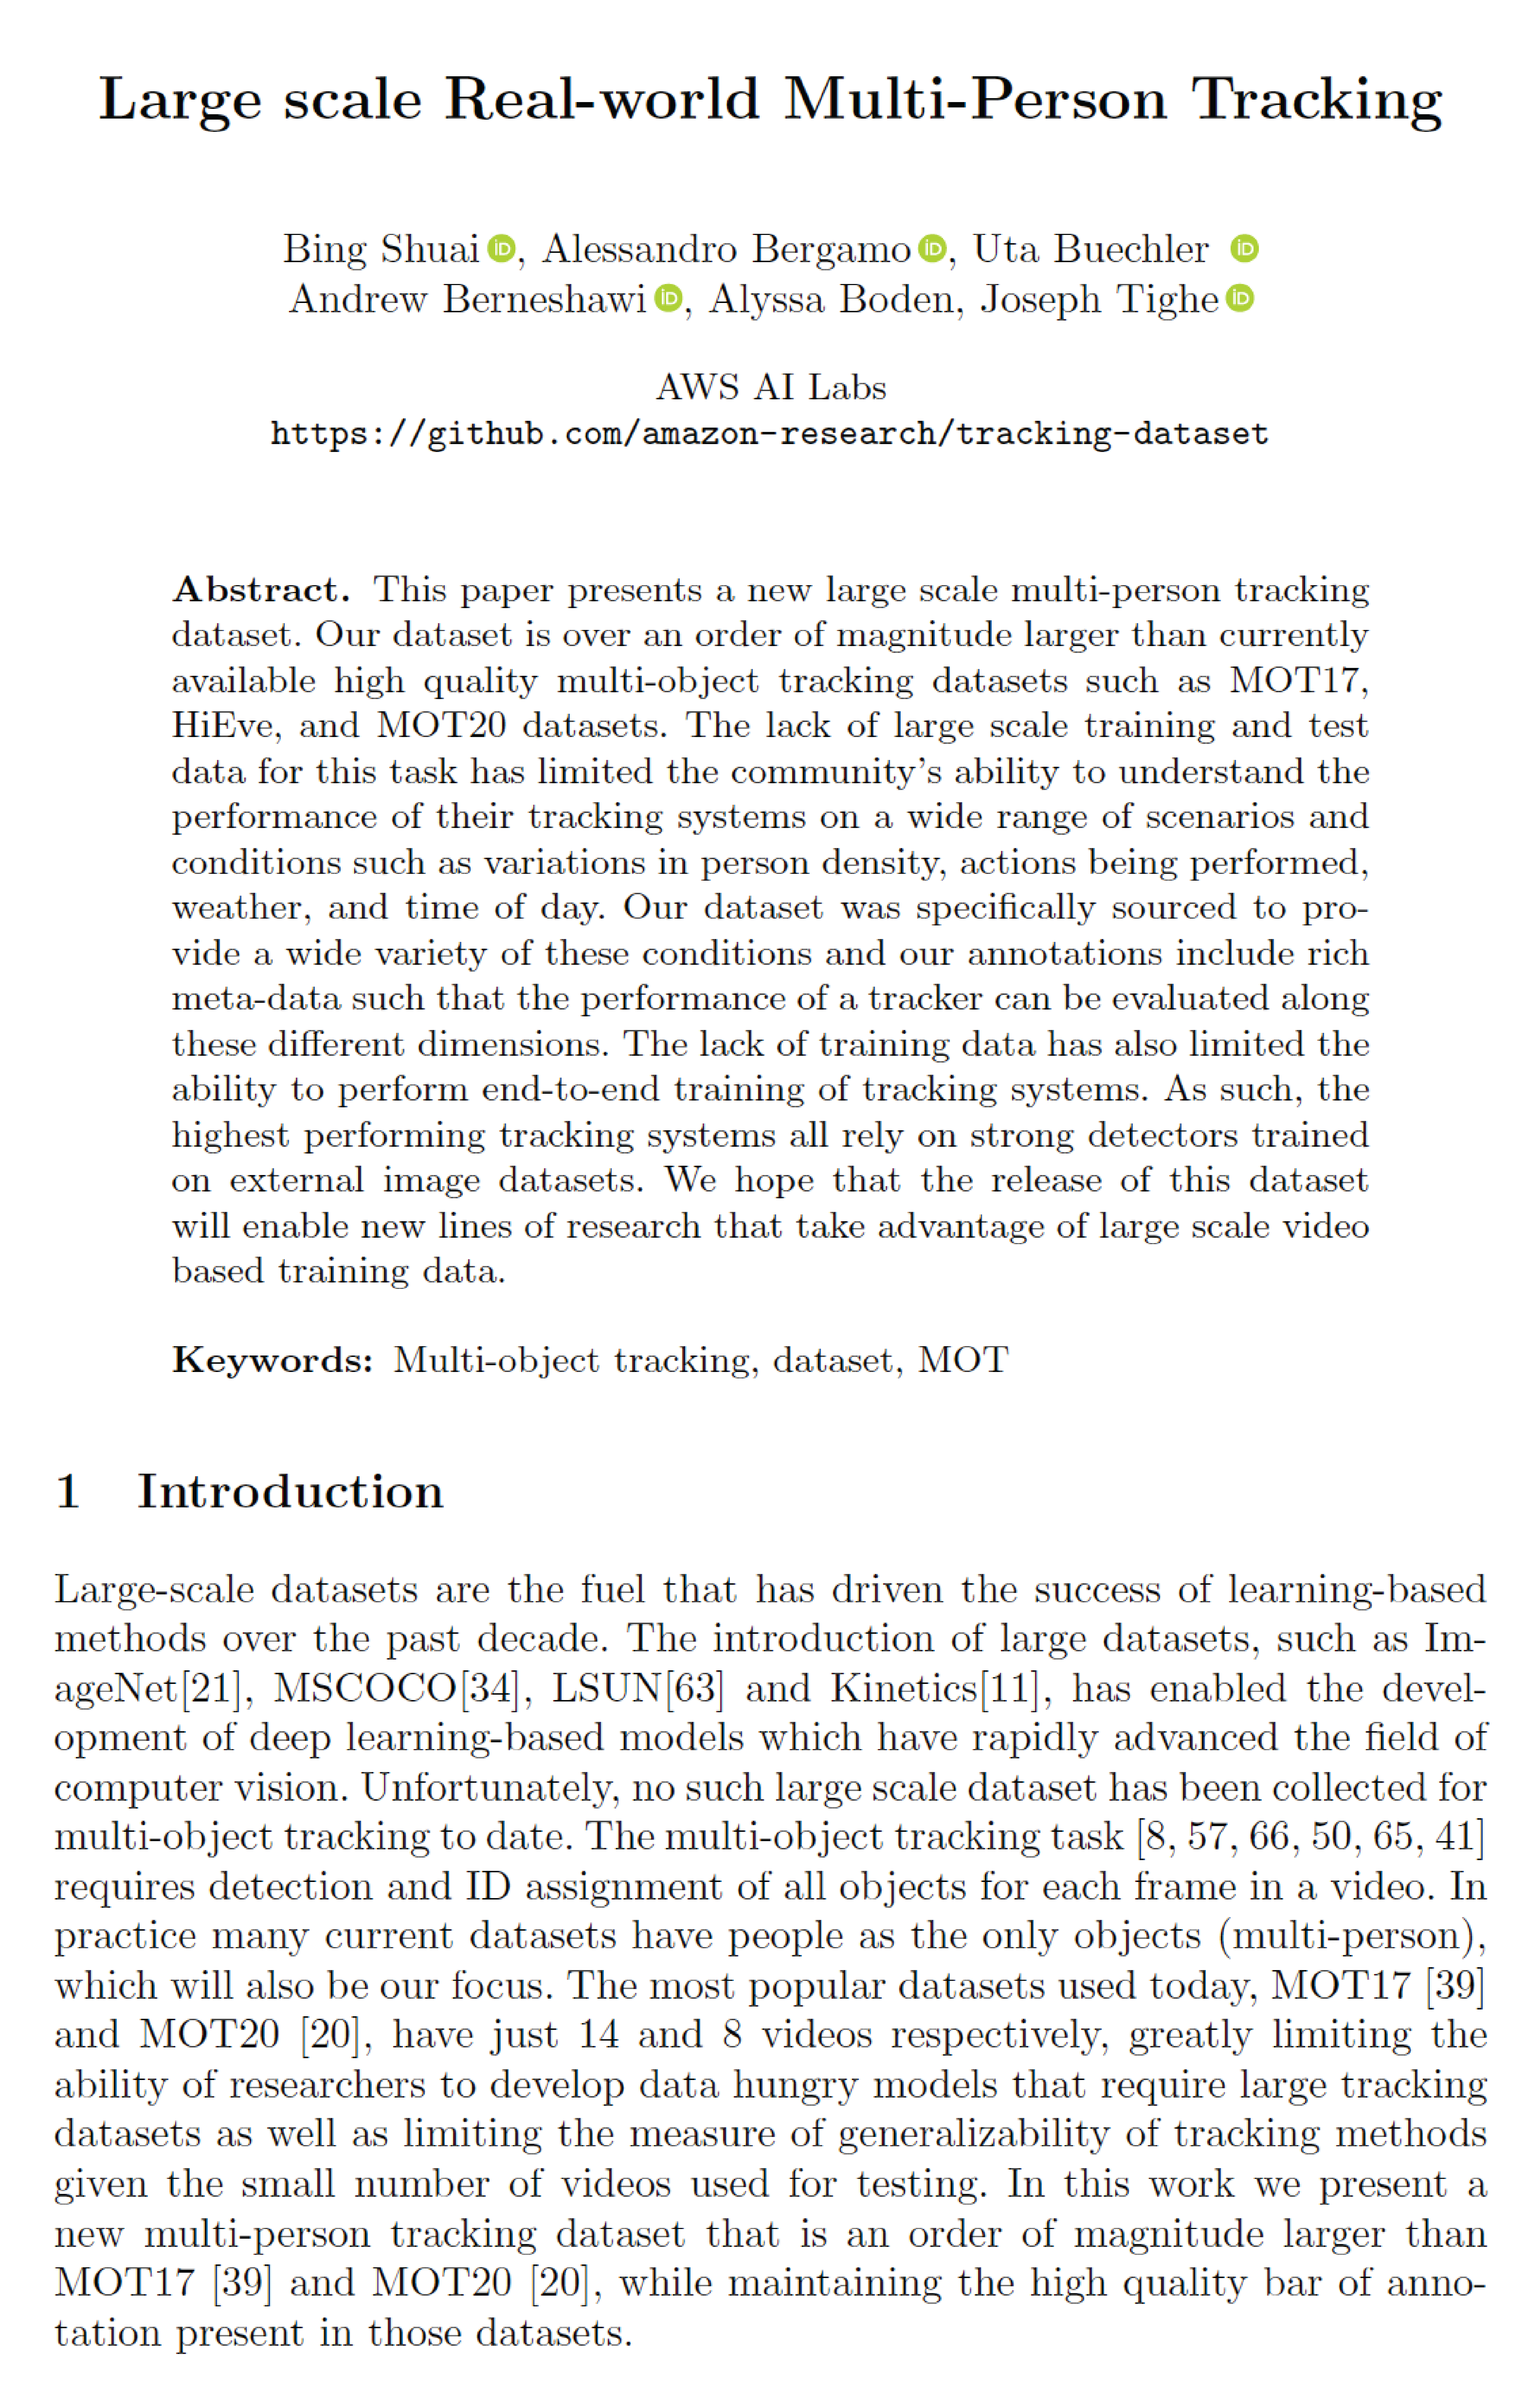 Large scale Real-world Multi-Person Tracking
Bing Shuai iD, Alessandro Bergamo iD, Uta Buechler iD
Andrew Berneshawi iD, Alyssa Boden, Joseph Tighe iD
AWS AI Labs
https://github.com/amazon-research/tracking-dataset
Abstract. This paper presents a new large scale multi-person tracking
dataset. Our dataset is over an order of magnitude larger than currently
available high quality multi-object tracking datasets such as MOT17,
HiEve, and MOT20 datasets. The lack of large scale training and test
data for this task has limited the community's ability to understand the
performance of their tracking systems on a wide range of scenarios and
conditions such as variations in person density, actions being performed,
weather, and time of day. Our dataset was specifically sourced to pro-
vide a wide variety of these conditions and our annotations include rich
meta-data such that the performance of a tracker can be evaluated along
these different dimensions. The lack of training data has also limited the
ability to perform end-to-end training of tracking systems. As such, the
highest performing tracking systems all rely on strong detectors trained
on external image datasets. We hope that the release of this dataset
will enable new lines of research that take advantage of large scale video
based training data.
Keywords: Multi-object tracking, dataset, MOT
1 Introduction
Large-scale datasets are the fuel that has driven the success of learning-based
methods over the past decade. The introduction of large datasets, such as Im-
ageNet[21], MSCOCO[34], LSUN[63] and Kinetics[11], has enabled the devel-
opment of deep learning-based models which have rapidly advanced the field of
computer vision. Unfortunately, no such large scale dataset has been collected for
multi-object tracking to date. The multi-object tracking task [8, 57, 66, 50, 65, 41]
requires detection and ID assignment of all objects for each frame in a video. In
practice many current datasets have people as the only objects (multi-person),
which will also be our focus. The most popular datasets used today, MOT17 [39]
and MOT20 [20], have just 14 and 8 videos respectively, greatly limiting the
ability of researchers to develop data hungry models that require large tracking
datasets as well as limiting the measure of generalizability of tracking methods
given the small number of videos used for testing. In this work we present a
new multi-person tracking dataset that is an order of magnitude larger than
MOT17 [39] and MOT20 [20], while maintaining the high quality bar of anno-
tation present in those datasets.